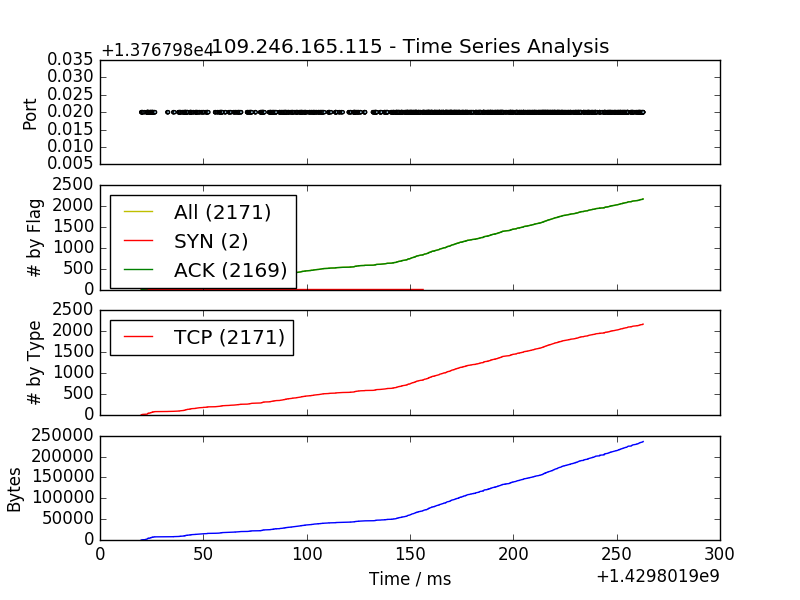 +1.376798e4
109.246.165.115 - Time Series Analysis
0.035
0.030
0.025
0.020
0.015
0.010
0.005
Port
2500
2000
1500
1000
500
0
# by Flag
All (2171)
SYN (2)
ACK (2169)
2500
2000
1500
1000
500
0
# by Type
TCP (2171)
250000
200000
150000
100000
50000
0
Bytes
0 50 100 150 200 250 300
Time / ms
+1.4298019e9